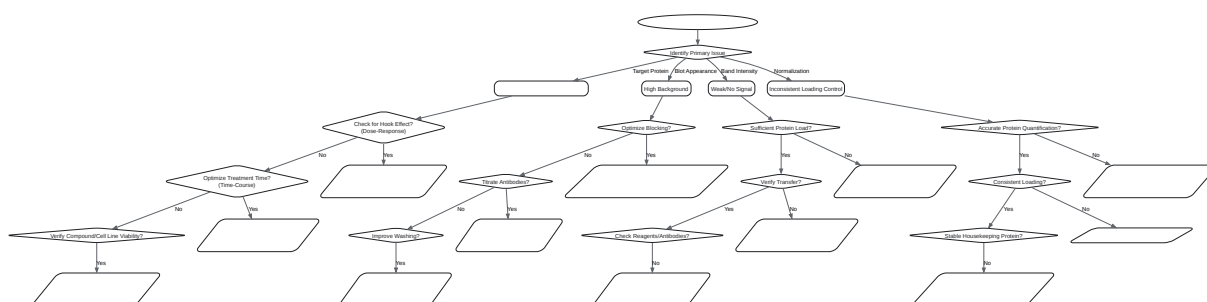 Identify Primary Issue
Target Protein
Blot Appearance
Band Intensity
Normalization
High Background
Weak/No Signal
Inconsistent Loading Control
Check for Hook Effect?
(Dose-Response)
Optimize Blocking?
Sufficient Protein Load?
Accurate Protein Quantification?
No
Yes
No
Yes
Yes
No
Yes
No
Optimize Treatment Time?
(Time-Course)
Titrate Antibodies?
Verify Transfer?
Consistent Loading?
No
Yes
No
Yes
Yes
No
Yes
No
Verify Compound/Cell Line Viability?
Improve Washing?
Check Reagents/Antibodies?
Stable Housekeeping Protein?
Yes
Yes
No
No